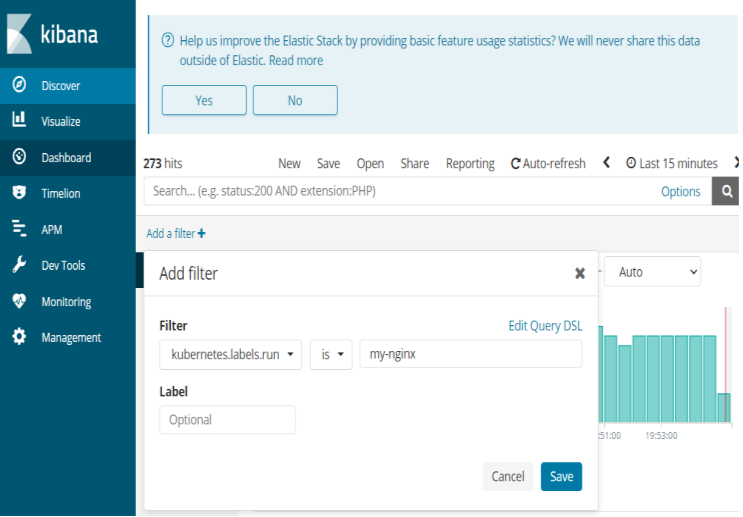 kibana
Discover
Visualize
Dashboard
Timelion
APM
Dev Tools
Monitoring
Management
Help us improve the Elastic Stack by providing basic feature usage statistics? We will never share this data
outside of Elastic. Read more
Yes No
273 hits New Save Open Share Reporting Auto-refresh Last 15 minutes
Search... (e.g. status:200 AND extension:PHP) Options
Add a filter +
Add filter
Auto
Filter Edit Query DSL
kubernetes.labels.run is my-nginx
Label
Optional
:51:00 19:53:00
Cancel Save